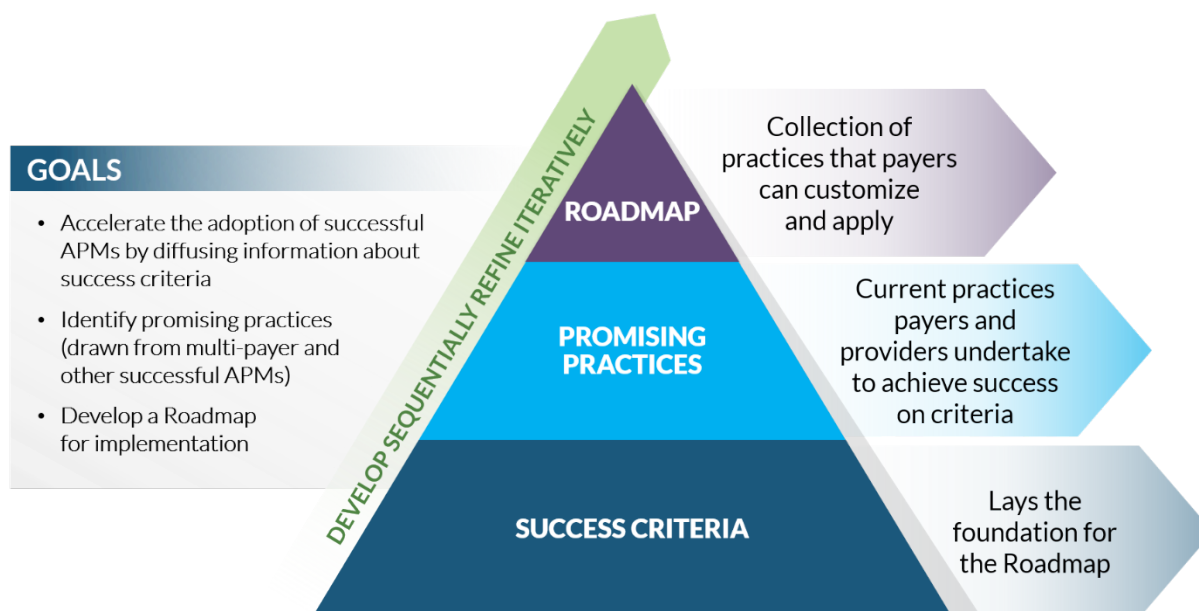 GOALS
• Accelerate the adoption of successful
APMs by diffusing information about
success criteria
• Identify promising practices
(drawn from multi-payer and
other successful APMs)
• Develop a Roadmap
for implementation
DEVELOP SEQUENTIALLY REFINE ITERATIVELY
ROADMAP
Collection of
practices that payers
can customize
and apply
PROMISING
PRACTICES
Current practices
payers and
providers undertake
to achieve success
on criteria
SUCCESS CRITERIA
Lays the
foundation for
the Roadmap